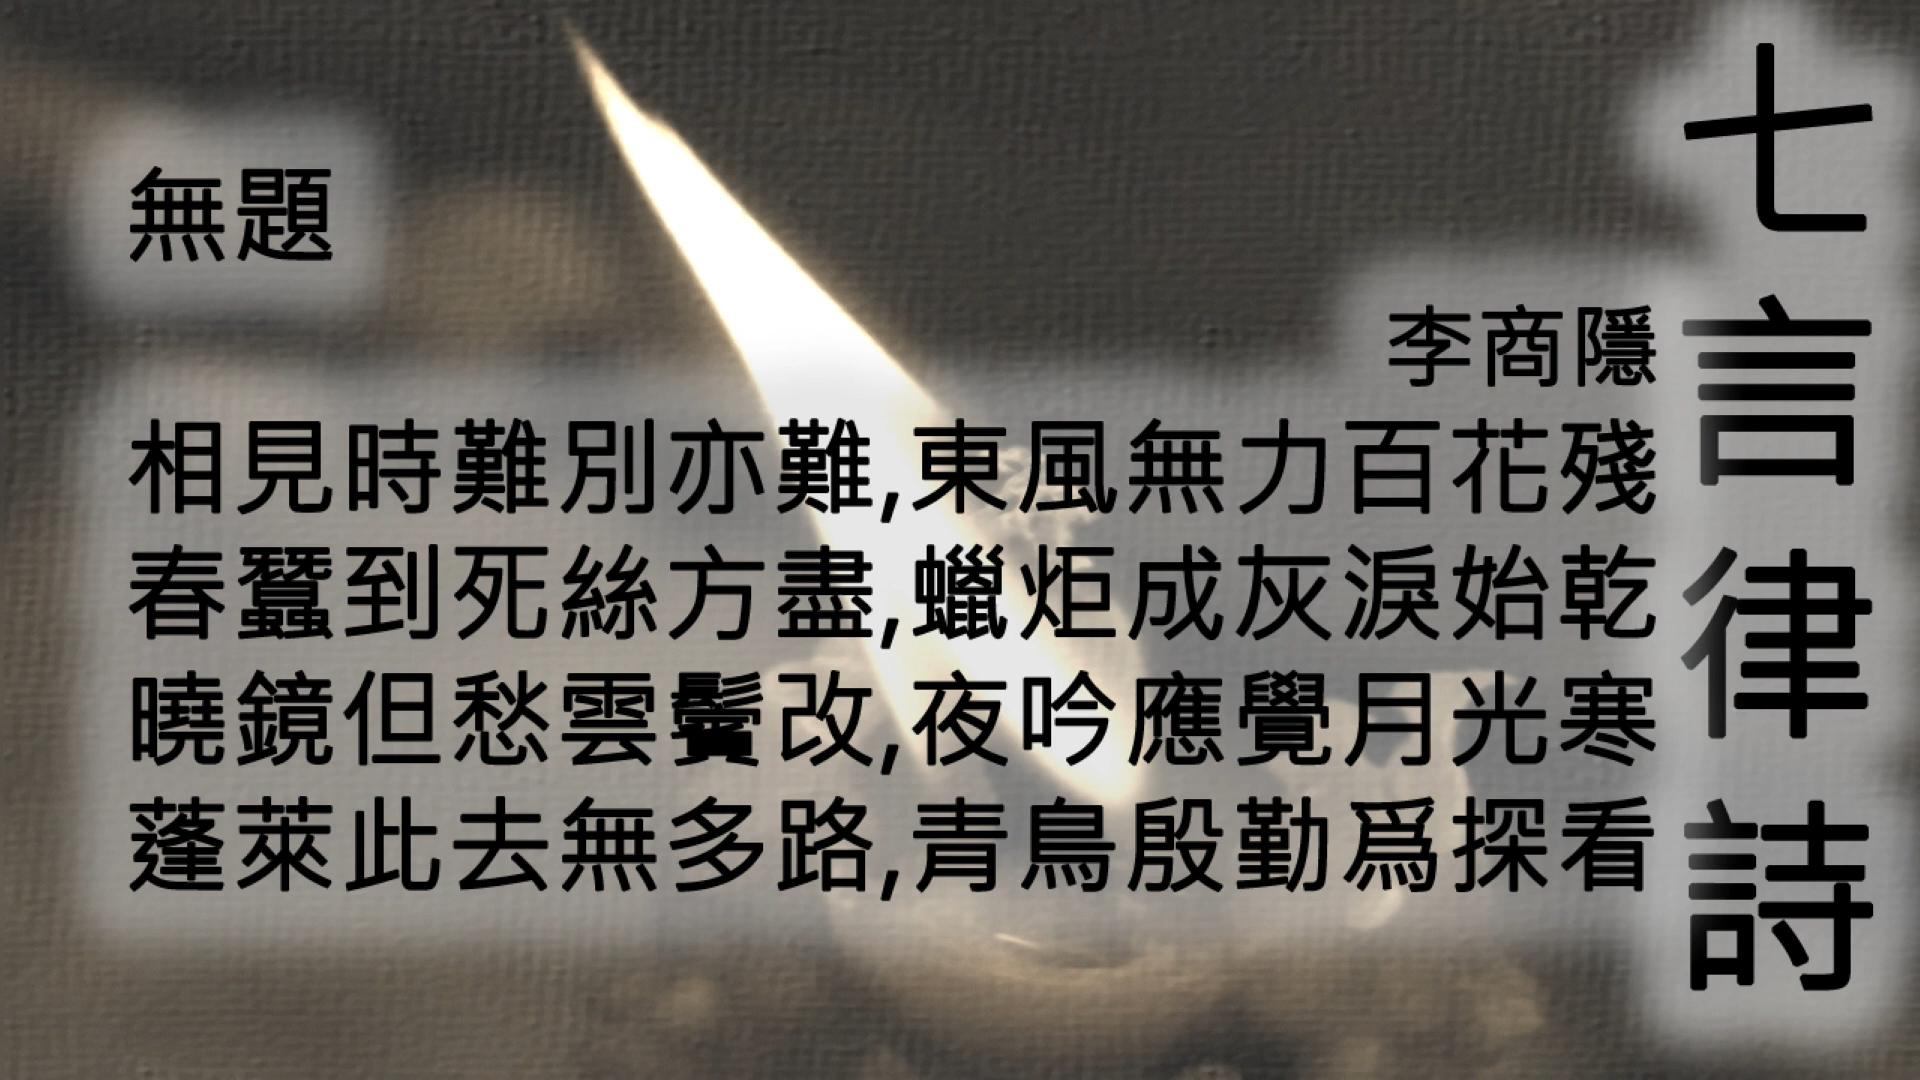 七言律詩
無題
李商隱
相見時難別亦難,東風無力百花殘
春蠶到死絲方盡,蠟炬成灰淚始乾
曉鏡但愁雲鬢改,夜吟應覺月光寒
蓬萊此去無多路,青鳥殷勤爲探看